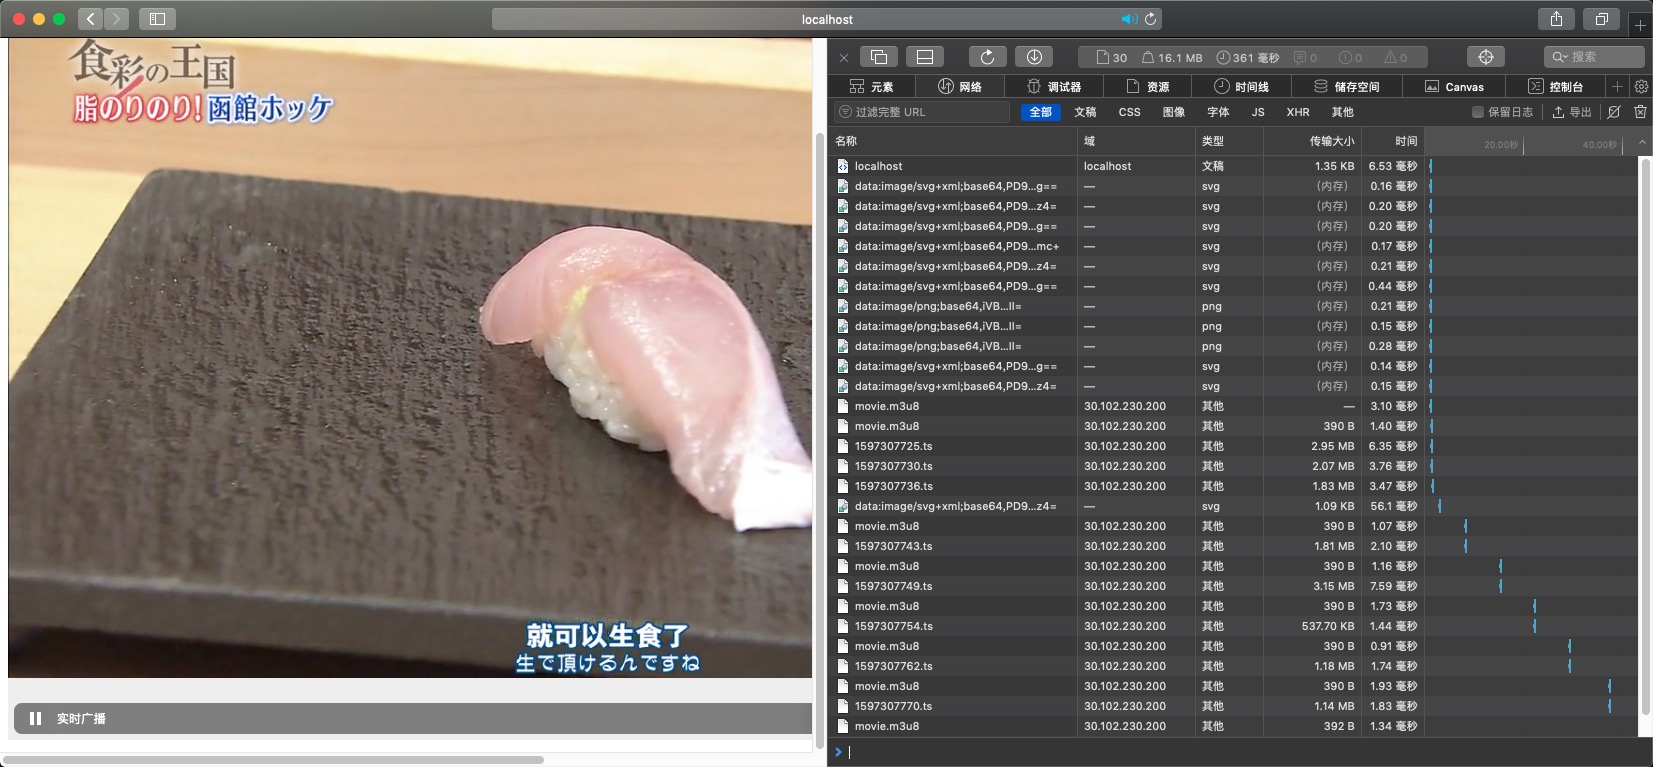 localhost
食彩の王国
脂のりのり!函館ホッケ
就可以生食了
生で頂けるんですね
实时广播
30 16.1 MB 361 毫秒 0 0 0 搜索
元素 网络 调试器 资源 时间线 储存空间 Canvas 控制台
过滤完整 URL 全部 文稿 CSS 图像 字体 JS XHR 其他 保留日志 导出
名称 域 类型 传输大小 时间 20.00秒 40.00秒
localhost localhost 文稿 1.35 KB 6.53 毫秒
data:image/svg+xml;base64,PD9...g== — svg (内存) 0.16 毫秒
data:image/svg+xml;base64,PD9...z4= — svg (内存) 0.20 毫秒
data:image/svg+xml;base64,PD9...g== — svg (内存) 0.20 毫秒
data:image/svg+xml;base64,PD9...mc+ — svg (内存) 0.17 毫秒
data:image/svg+xml;base64,PD9...z4= — svg (内存) 0.21 毫秒
data:image/svg+xml;base64,PD9...g== — svg (内存) 0.44 毫秒
data:image/png;base64,iVB...II= — png (内存) 0.21 毫秒
data:image/png;base64,iVB...II= — png (内存) 0.15 毫秒
data:image/png;base64,iVB...II= — png (内存) 0.28 毫秒
data:image/svg+xml;base64,PD9...g== — svg (内存) 0.14 毫秒
data:image/svg+xml;base64,PD9...z4= — svg (内存) 0.15 毫秒
movie.m3u8 30.102.230.200 其他 — 3.10 毫秒
movie.m3u8 30.102.230.200 其他 390 B 1.40 毫秒
1597307725.ts 30.102.230.200 其他 2.95 MB 6.35 毫秒
1597307730.ts 30.102.230.200 其他 2.07 MB 3.76 毫秒
1597307736.ts 30.102.230.200 其他 1.83 MB 3.47 毫秒
data:image/svg+xml;base64,PD9...z4= — svg 1.09 KB 56.1 毫秒
movie.m3u8 30.102.230.200 其他 390 B 1.07 毫秒
1597307743.ts 30.102.230.200 其他 1.81 MB 2.10 毫秒
movie.m3u8 30.102.230.200 其他 390 B 1.16 毫秒
1597307749.ts 30.102.230.200 其他 3.15 MB 7.59 毫秒
movie.m3u8 30.102.230.200 其他 390 B 1.73 毫秒
1597307754.ts 30.102.230.200 其他 537.70 KB 1.44 毫秒
movie.m3u8 30.102.230.200 其他 390 B 0.91 毫秒
1597307762.ts 30.102.230.200 其他 1.18 MB 1.74 毫秒
movie.m3u8 30.102.230.200 其他 390 B 1.93 毫秒
1597307770.ts 30.102.230.200 其他 1.14 MB 1.83 毫秒
movie.m3u8 30.102.230.200 其他 392 B 1.34 毫秒